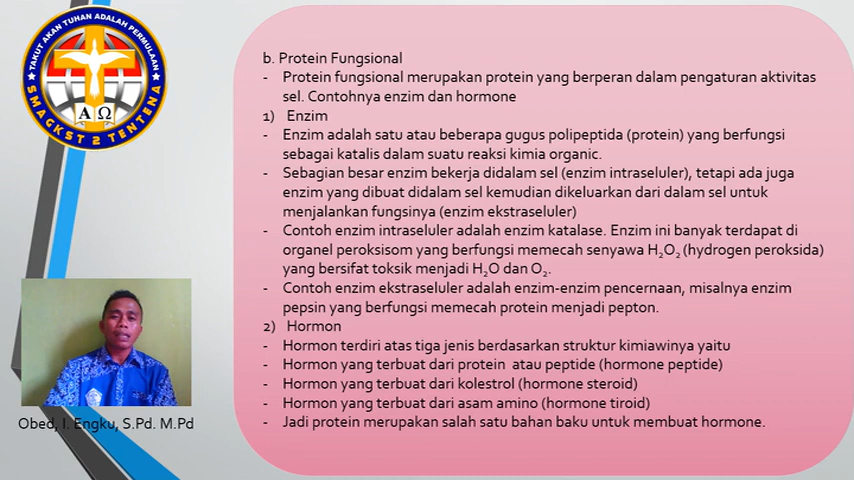 TAKUT AKAN TUHAN ADALAH PERMULAAN
A Ω
SMAGKST 2 TENTENA
b. Protein Fungsional
- Protein fungsional merupakan protein yang berperan dalam pengaturan aktivitas
sel. Contohnya enzim dan hormone
1) Enzim
- Enzim adalah satu atau beberapa gugus polipeptida (protein) yang berfungsi
sebagai katalis dalam suatu reaksi kimia organic.
- Sebagian besar enzim bekerja didalam sel (enzim intraseluler), tetapi ada juga
enzim yang dibuat didalam sel kemudian dikeluarkan dari dalam sel untuk
menjalankan fungsinya (enzim ekstraseluler)
- Contoh enzim intraseluler adalah enzim katalase. Enzim ini banyak terdapat di
organel peroksisom yang berfungsi memecah senyawa H₂O₂ (hydrogen peroksida)
yang bersifat toksik menjadi H₂O dan O₂.
- Contoh enzim ekstraseluler adalah enzim-enzim pencernaan, misalnya enzim
pepsin yang berfungsi memecah protein menjadi pepton.
2) Hormon
- Hormon terdiri atas tiga jenis berdasarkan struktur kimiawinya yaitu
- Hormon yang terbuat dari protein atau peptide (hormone peptide)
- Hormon yang terbuat dari kolestrol (hormone steroid)
- Hormon yang terbuat dari asam amino (hormone tiroid)
- Jadi protein merupakan salah satu bahan baku untuk membuat hormone.
Obed, I. Engku, S.Pd. M.Pd